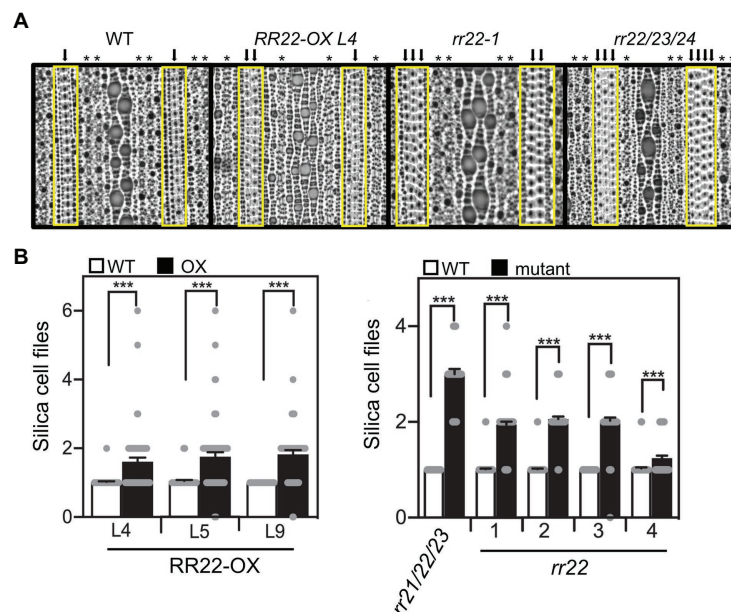 A
WT RR22-OX L4 rr22-1 rr22/23/24
* * * * * * * * * * * *
B
WT OX
Silica cell files
6
4
2
0
*** *** ***
L4 L5 L9
RR22-OX
WT mutant
Silica cell files
4
2
0
*** *** *** *** ***
rr21/22/23 1 2 3 4
rr22